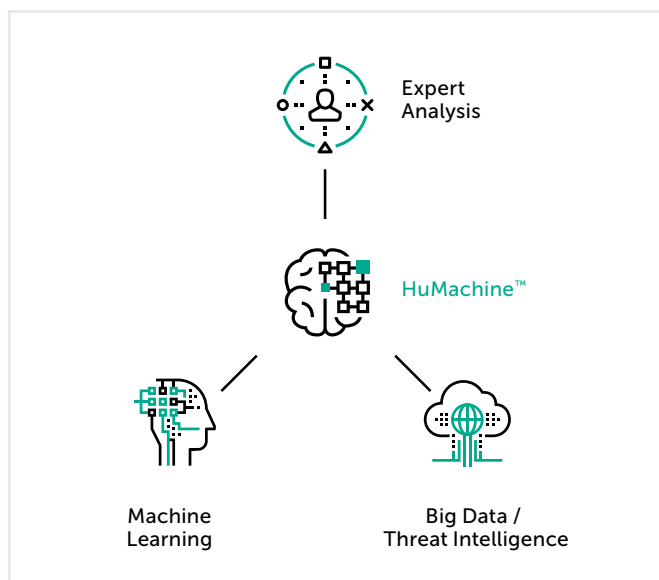 Expert
Analysis
HuMachine™
Machine
Learning
Big Data /
Threat Intelligence